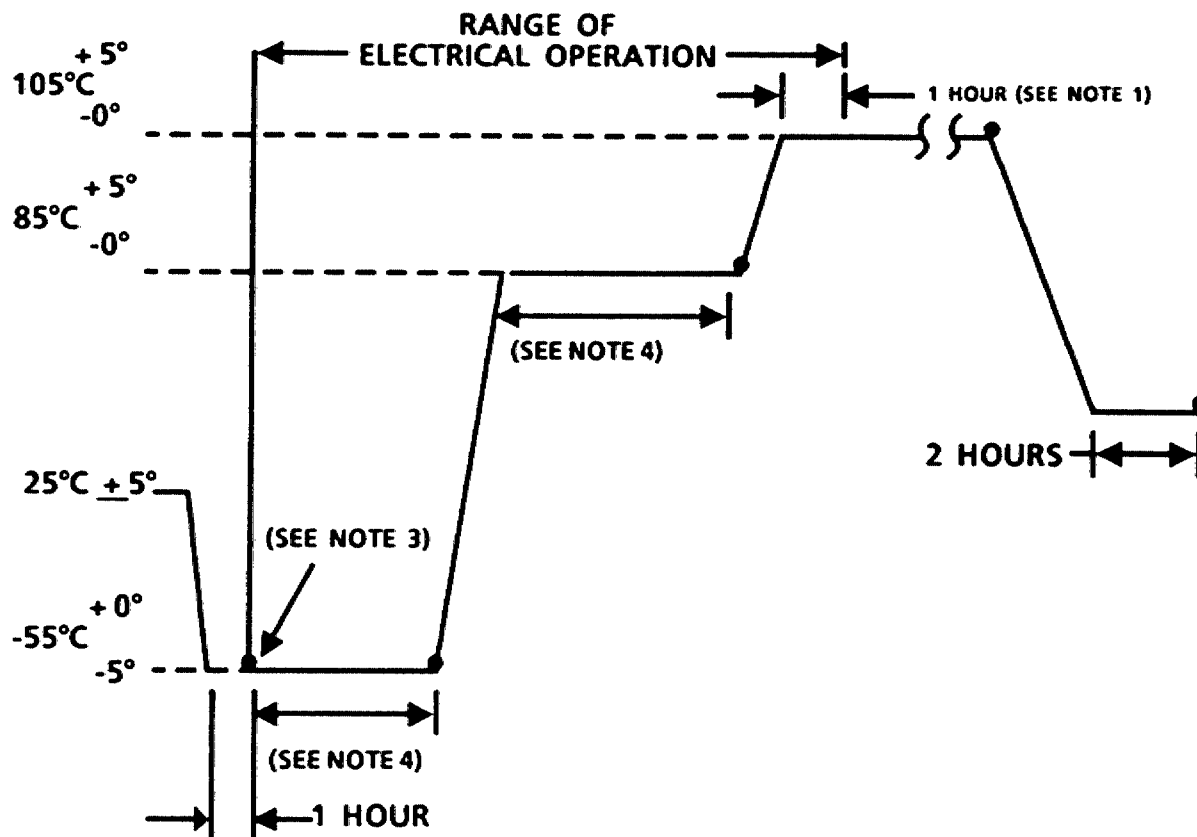 RANGE OF
ELECTRICAL OPERATION
+ 5°
105°C
-0°
1 HOUR (SEE NOTE 1)
+ 5°
85°C
-0°
(SEE NOTE 4)
2 HOURS
25°C ± 5°
(SEE NOTE 3)
+ 0°
-55°C
-5°
(SEE NOTE 4)
1 HOUR